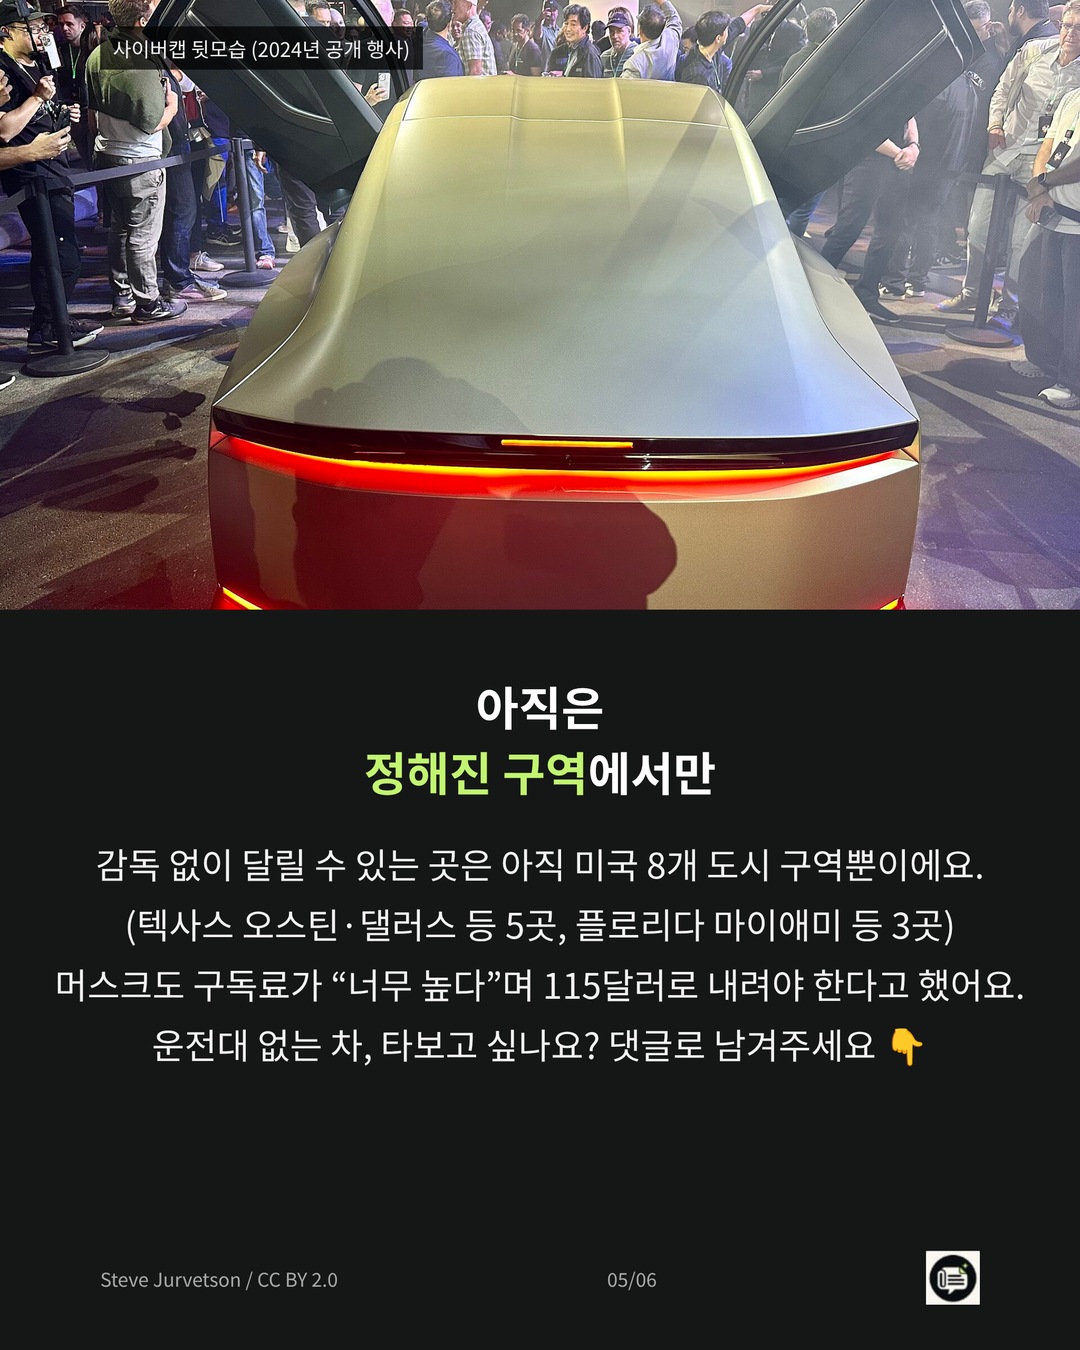 사이버캡 뒷모습 (2024년 공개 행사)
아직은
정해진 구역에서만
감독 없이 달릴 수 있는 곳은 아직 미국 8개 도시 구역뿐이에요.
(텍사스 오스틴·댈러스 등 5곳, 플로리다 마이애미 등 3곳)
머스크도 구독료가 “너무 높다”며 115달러로 내려야 한다고 했어요.
운전대 없는 차, 타보고 싶나요? 댓글로 남겨주세요 👇
Steve Jurvetson / CC BY 2.0
05/06